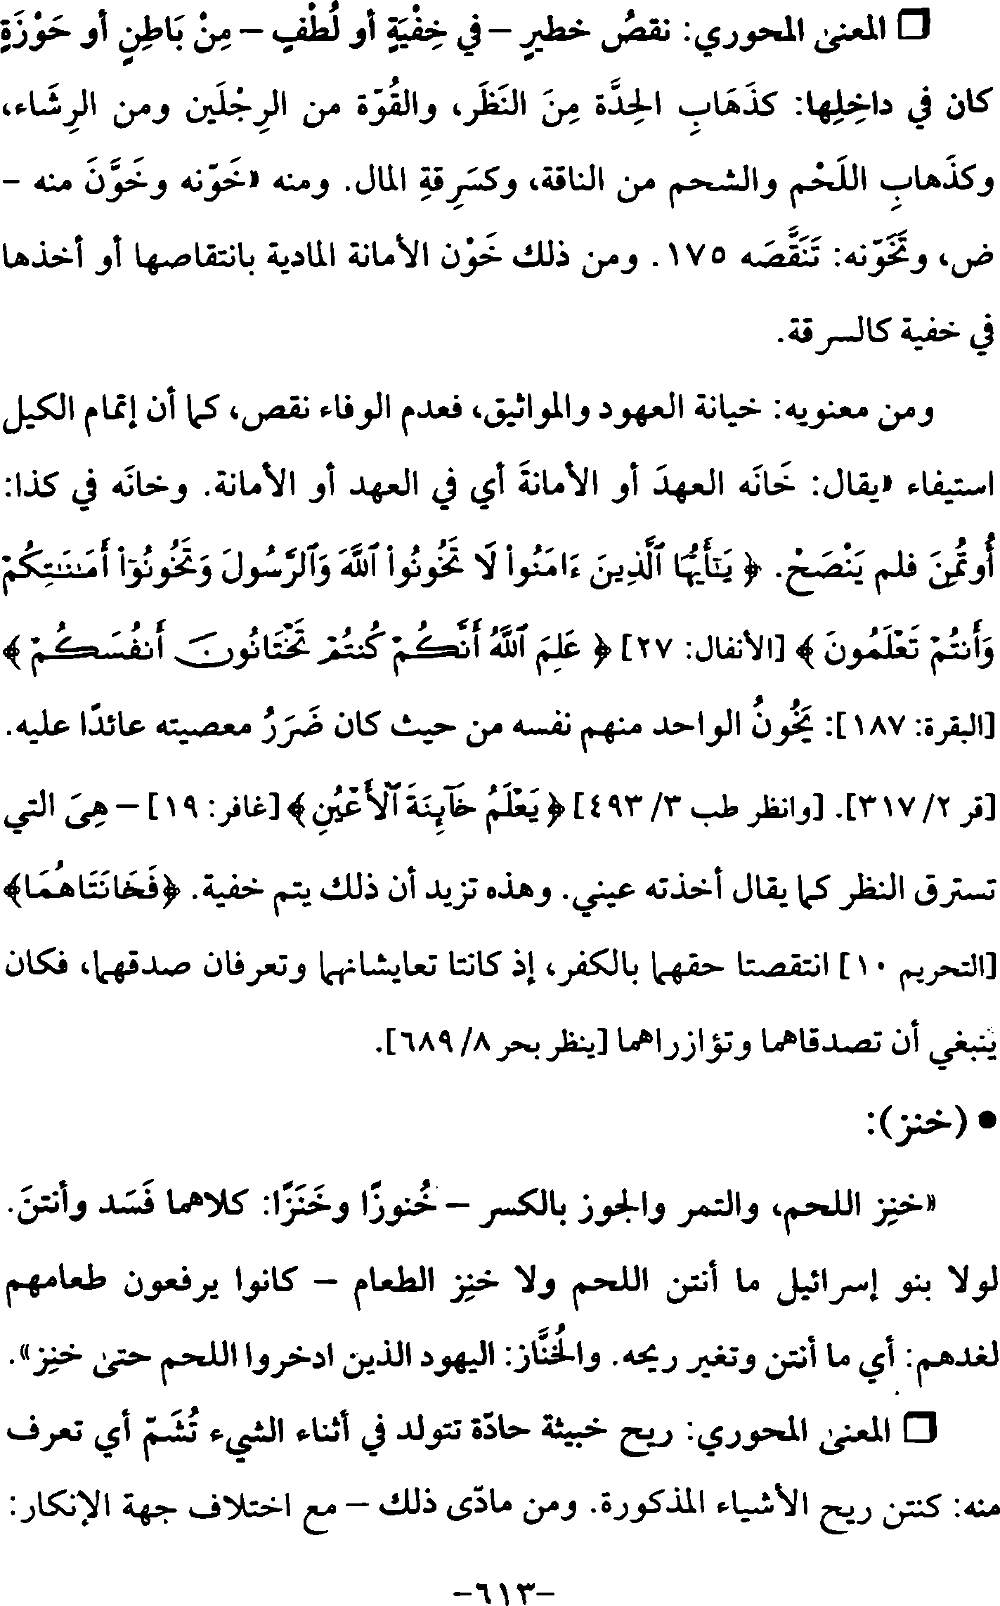 ❒ المعنى المحوري: نقصُ خطيرٍ – في خِفْيَةٍ أو لُطْفٍ – مِنْ بَاطِنٍ أو حَوْزَةٍ
كان في داخِلِها: كذَهَابِ الحِدَّة مِنَ النَظَر، والقُوّة من الرِجْلَين ومن الرِشَاء،
وكذَهابِ اللَحْم والشحم من الناقة، وكسَرِقةِ المال. ومنه «خَوّنه وخَوَّنَ منه –
ض، وتَخَوّنه: تَنَقَّصَه ١٧٥. ومن ذلك خَوْن الأمانة المادية بانتقاصها أو أخذها
في خفية كالسرقة.
ومن معنويه: خيانة العهود والمواثيق، فعدم الوفاء نقص، كما أن إتمام الكيل
استيفاء «يقال: خَانَه العهدَ أو الأمانةَ أي في العهد أو الأمانة. وخانَه في كذا:
أُوتُمِنَ فلم يَنْصَحْ. ﴿ يَٰٓأَيُّهَا ٱلَّذِينَ ءَامَنُوا۟ لَا تَخُونُوا۟ ٱللَّهَ وَٱلرَّسُولَ وَتَخُونُوٓا۟ أَمَٰنَٰتِكُمْ
وَأَنتُمْ تَعْلَمُونَ ﴾ [الأنفال: ٢٧] ﴿ عَلِمَ ٱللَّهُ أَنَّكُمْ كُنتُمْ تَخْتَانُونَ أَنفُسَكُمْ ﴾
[البقرة: ١٨٧]: يَخُونُ الواحد منهم نفسه من حيث كان ضَرَرُ معصيته عائدًا عليه.
[قر ٢/ ٣١٧]. [وانظر طب ٣/ ٤٩٣] ﴿ يَعْلَمُ خَآئِنَةَ ٱلْأَعْيُنِ ﴾ [غافر: ١٩] – هِىَ التي
تسترق النظر كما يقال أخذته عيني. وهذه تزيد أن ذلك يتم خفية. ﴿فَخَانَتَاهُمَا﴾
[التحريم ١٠] انتقصتا حقهما بالكفر، إذ كانتا تعايشانهما وتعرفان صدقهما، فكان
ينبغي أن تصدقاهما وتؤازراهما [ينظر بحر ٨/ ٦٨٩].
• (خنز):
«خنِز اللحم، والتمر والجوز بالكسر – خُنوزًا وخَنَزًا: كلاهما فَسَد وأنتنَ.
لولا بنو إسرائيل ما أنتن اللحم ولا خنِز الطعام – كانوا يرفعون طعامهم
لغدهم: أي ما أنتن وتغير ريحه. والخُنَّاز: اليهود الذين ادخروا اللحم حتىٰ خنِز».
❒ المعنىٰ المحوري: ريح خبيثة حادّة تتولد في أثناء الشيء تُشَمّ أي تعرف
منه: كنتن ريح الأشياء المذكورة. ومن مادّى ذلك – مع اختلاف جهة الإنكار:
-٦١٣-